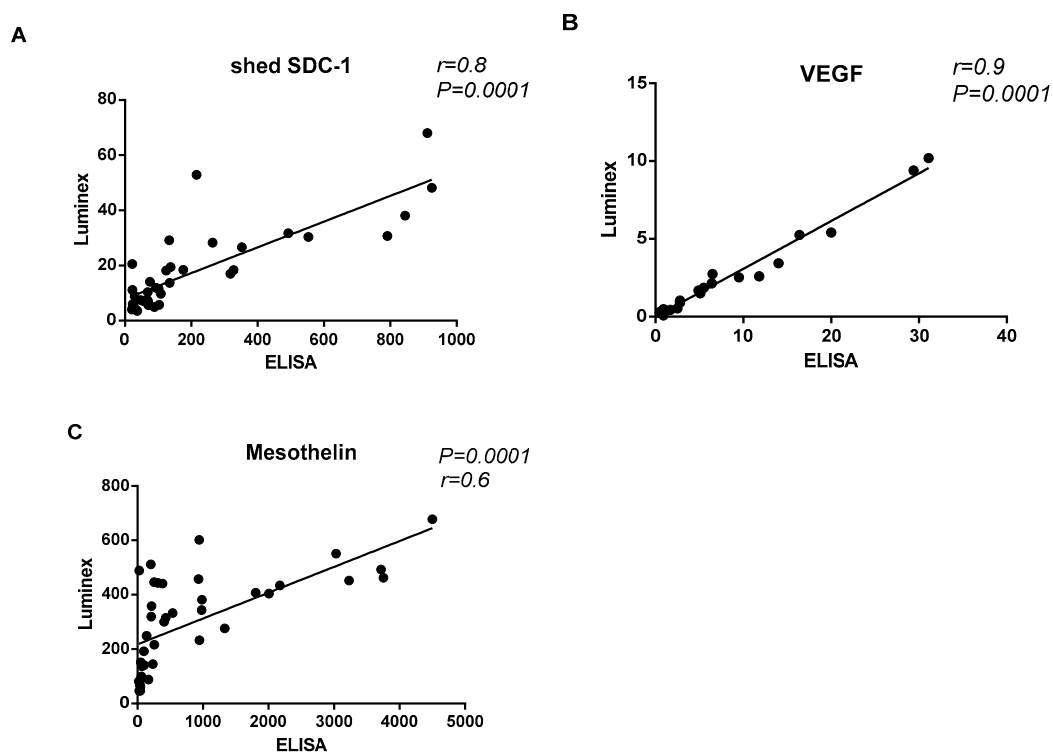 A
shed SDC-1
r=0.8
P=0.0001
80
60
40
20
0
Luminex
0 200 400 600 800 1000
ELISA
B
VEGF
r=0.9
P=0.0001
15
10
5
0
Luminex
0 10 20 30 40
ELISA
C
Mesothelin
P=0.0001
r=0.6
800
600
400
200
0
Luminex
0 1000 2000 3000 4000 5000
ELISA